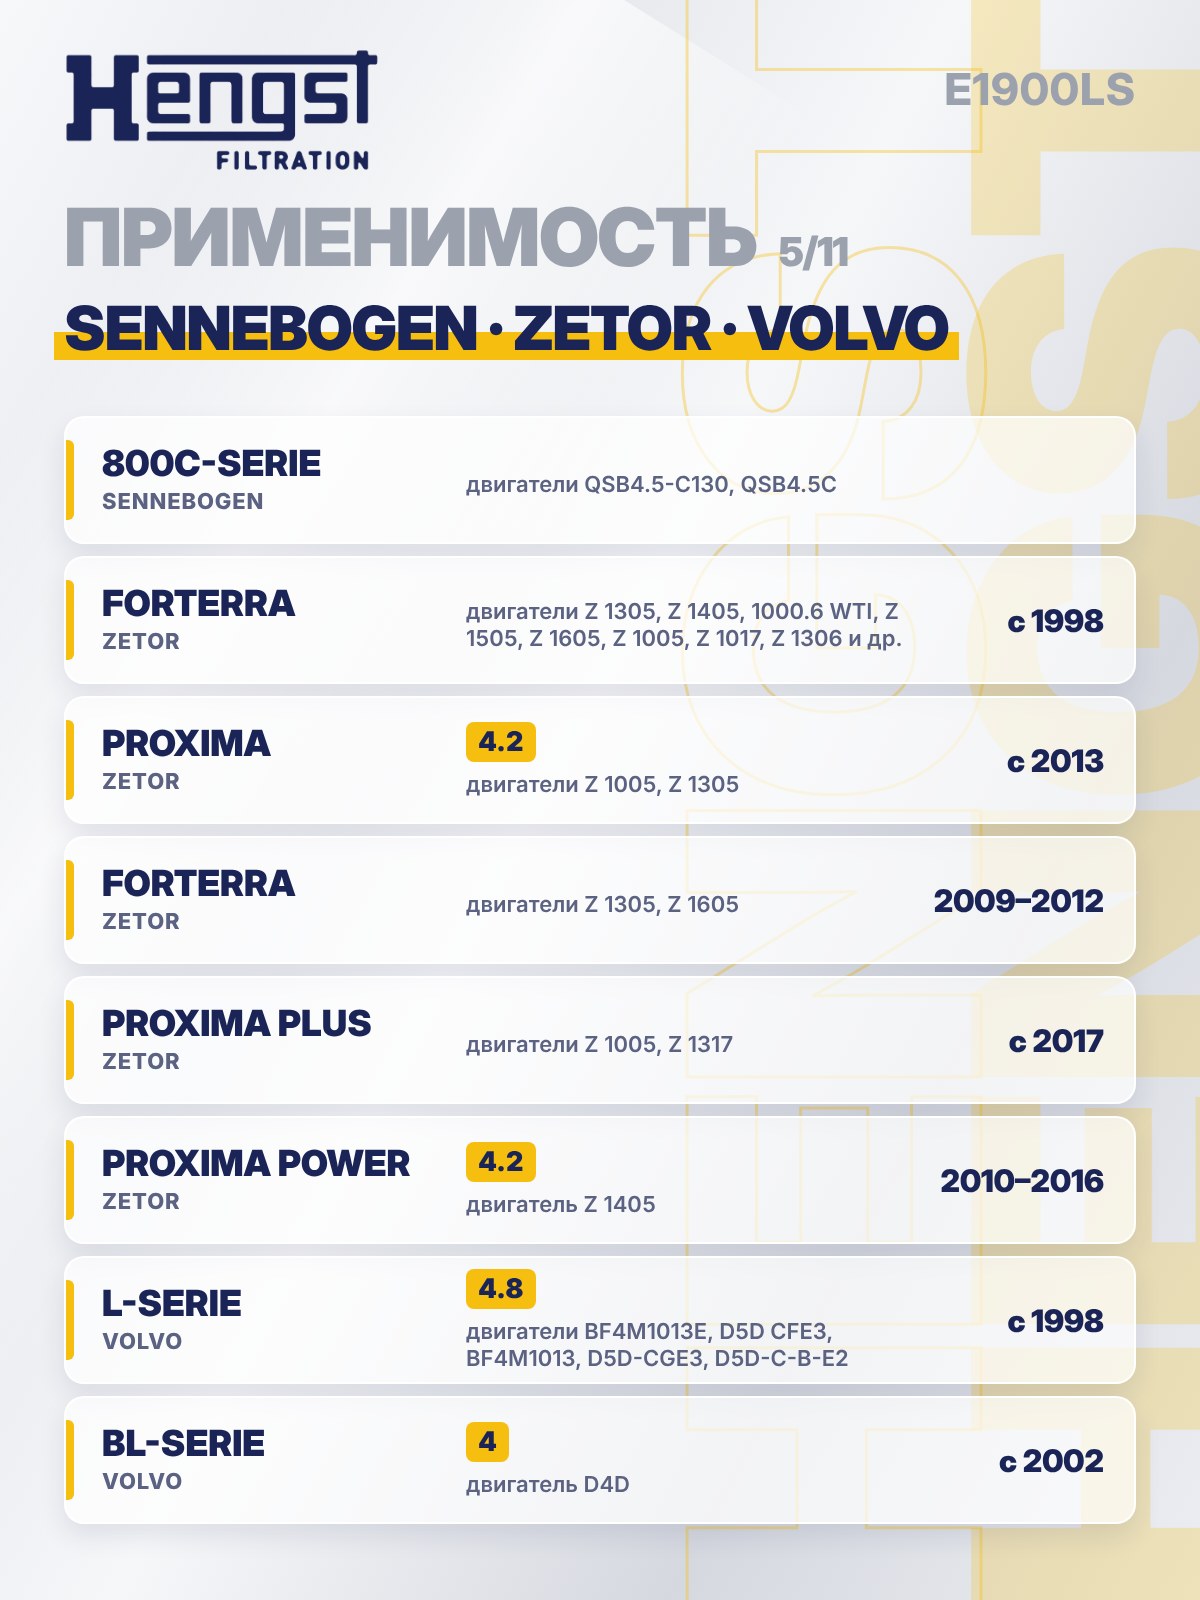 Hengst
FILTRATION
E1900LS
ПРИМЕНИМОСТЬ 5/11
SENNEBOGEN · ZETOR · VOLVO
800C-SERIE
SENNEBOGEN
двигатели QSB4.5-C130, QSB4.5C
FORTERRA
ZETOR
двигатели Z 1305, Z 1405, 1000.6 WTI, Z
1505, Z 1605, Z 1005, Z 1017, Z 1306 и др.
с 1998
PROXIMA
ZETOR
4.2
двигатели Z 1005, Z 1305
с 2013
FORTERRA
ZETOR
двигатели Z 1305, Z 1605
2009–2012
PROXIMA PLUS
ZETOR
двигатели Z 1005, Z 1317
с 2017
PROXIMA POWER
ZETOR
4.2
двигатель Z 1405
2010–2016
L-SERIE
VOLVO
4.8
двигатели BF4M1013E, D5D CFE3,
BF4M1013, D5D-CGE3, D5D-C-B-E2
с 1998
BL-SERIE
VOLVO
4
двигатель D4D
с 2002
HENGST
HENGST